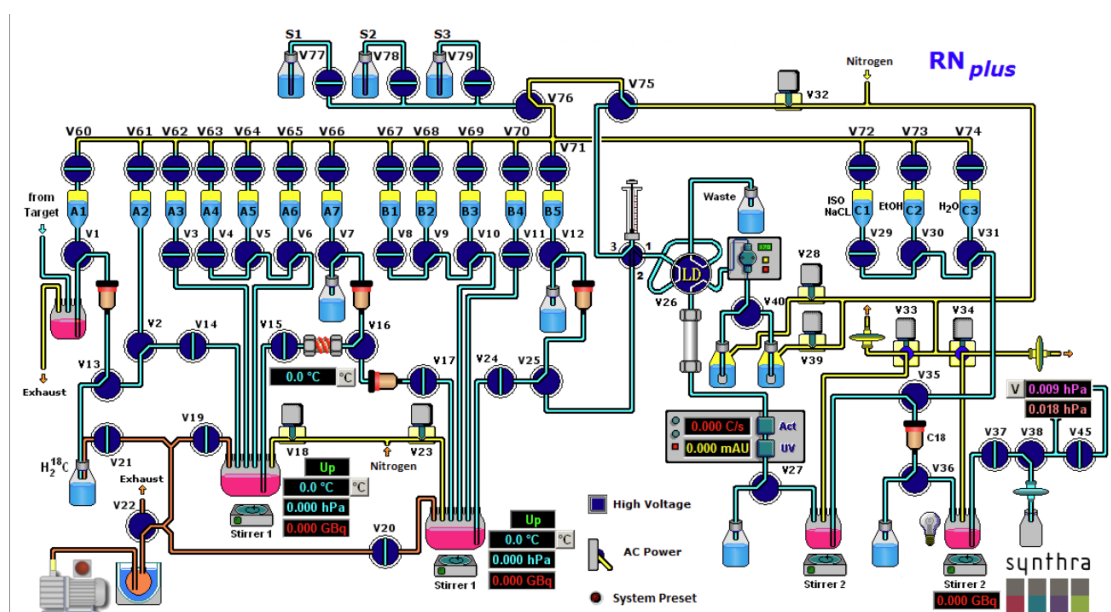 S1
S2
S3
V77
V78
V79
V75
V76
V32
Nitrogen
RN plus
V60
V61
V62
V63
V64
V65
V66
V67
V68
V69
V70
V71
V72
V73
V74
from
Target
A1
A2
A3
A4
A5
A6
A7
B1
B2
B3
B4
B5
Waste
ISO
NaCL
C1
EtOH
C2
H2O
C3
V1
V3
V4
V5
V6
V7
V8
V9
V10
V11
V12
3
1
2
LD
V26
V28
V29
V30
V31
V40
V39
V33
V34
V2
V14
V15
V16
V13
V17
V24
V25
0.0 °C
°C
Exhaust
V35
V
0.009 hPa
0.018 hPa
0.000 C/s
Act
0.000 mAU
UV
C18
V37
V38
V45
V19
V21
H2 18C
V18
Nitrogen
V23
V27
V36
Exhaust
V22
Up
0.0 °C
°C
0.000 hPa
0.000 GBq
Stirrer 1
V20
Up
0.0 °C
°C
0.000 hPa
0.000 GBq
Stirrer 1
High Voltage
AC Power
System Preset
Stirrer 2
Stirrer 2
0.000 GBq
synthra